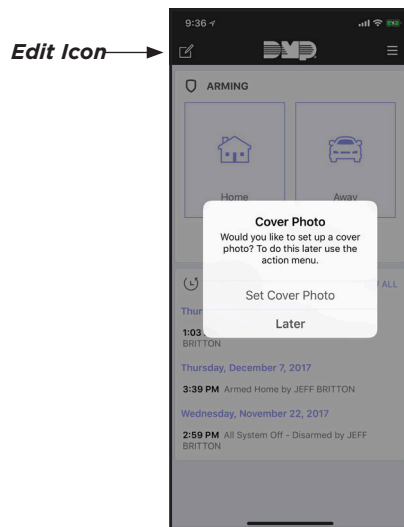 9:36
Edit Icon
DMP
ARMING
Home
Away
Cover Photo
Would you like to set up a cover
photo? To do this later use the
action menu.
Set Cover Photo
ALL
Later
Thur
1:03
BRITTON
Thursday, December 7, 2017
3:39 PM Armed Home by JEFF BRITTON
Wednesday, November 22, 2017
2:59 PM All System Off - Disarmed by JEFF
BRITTON